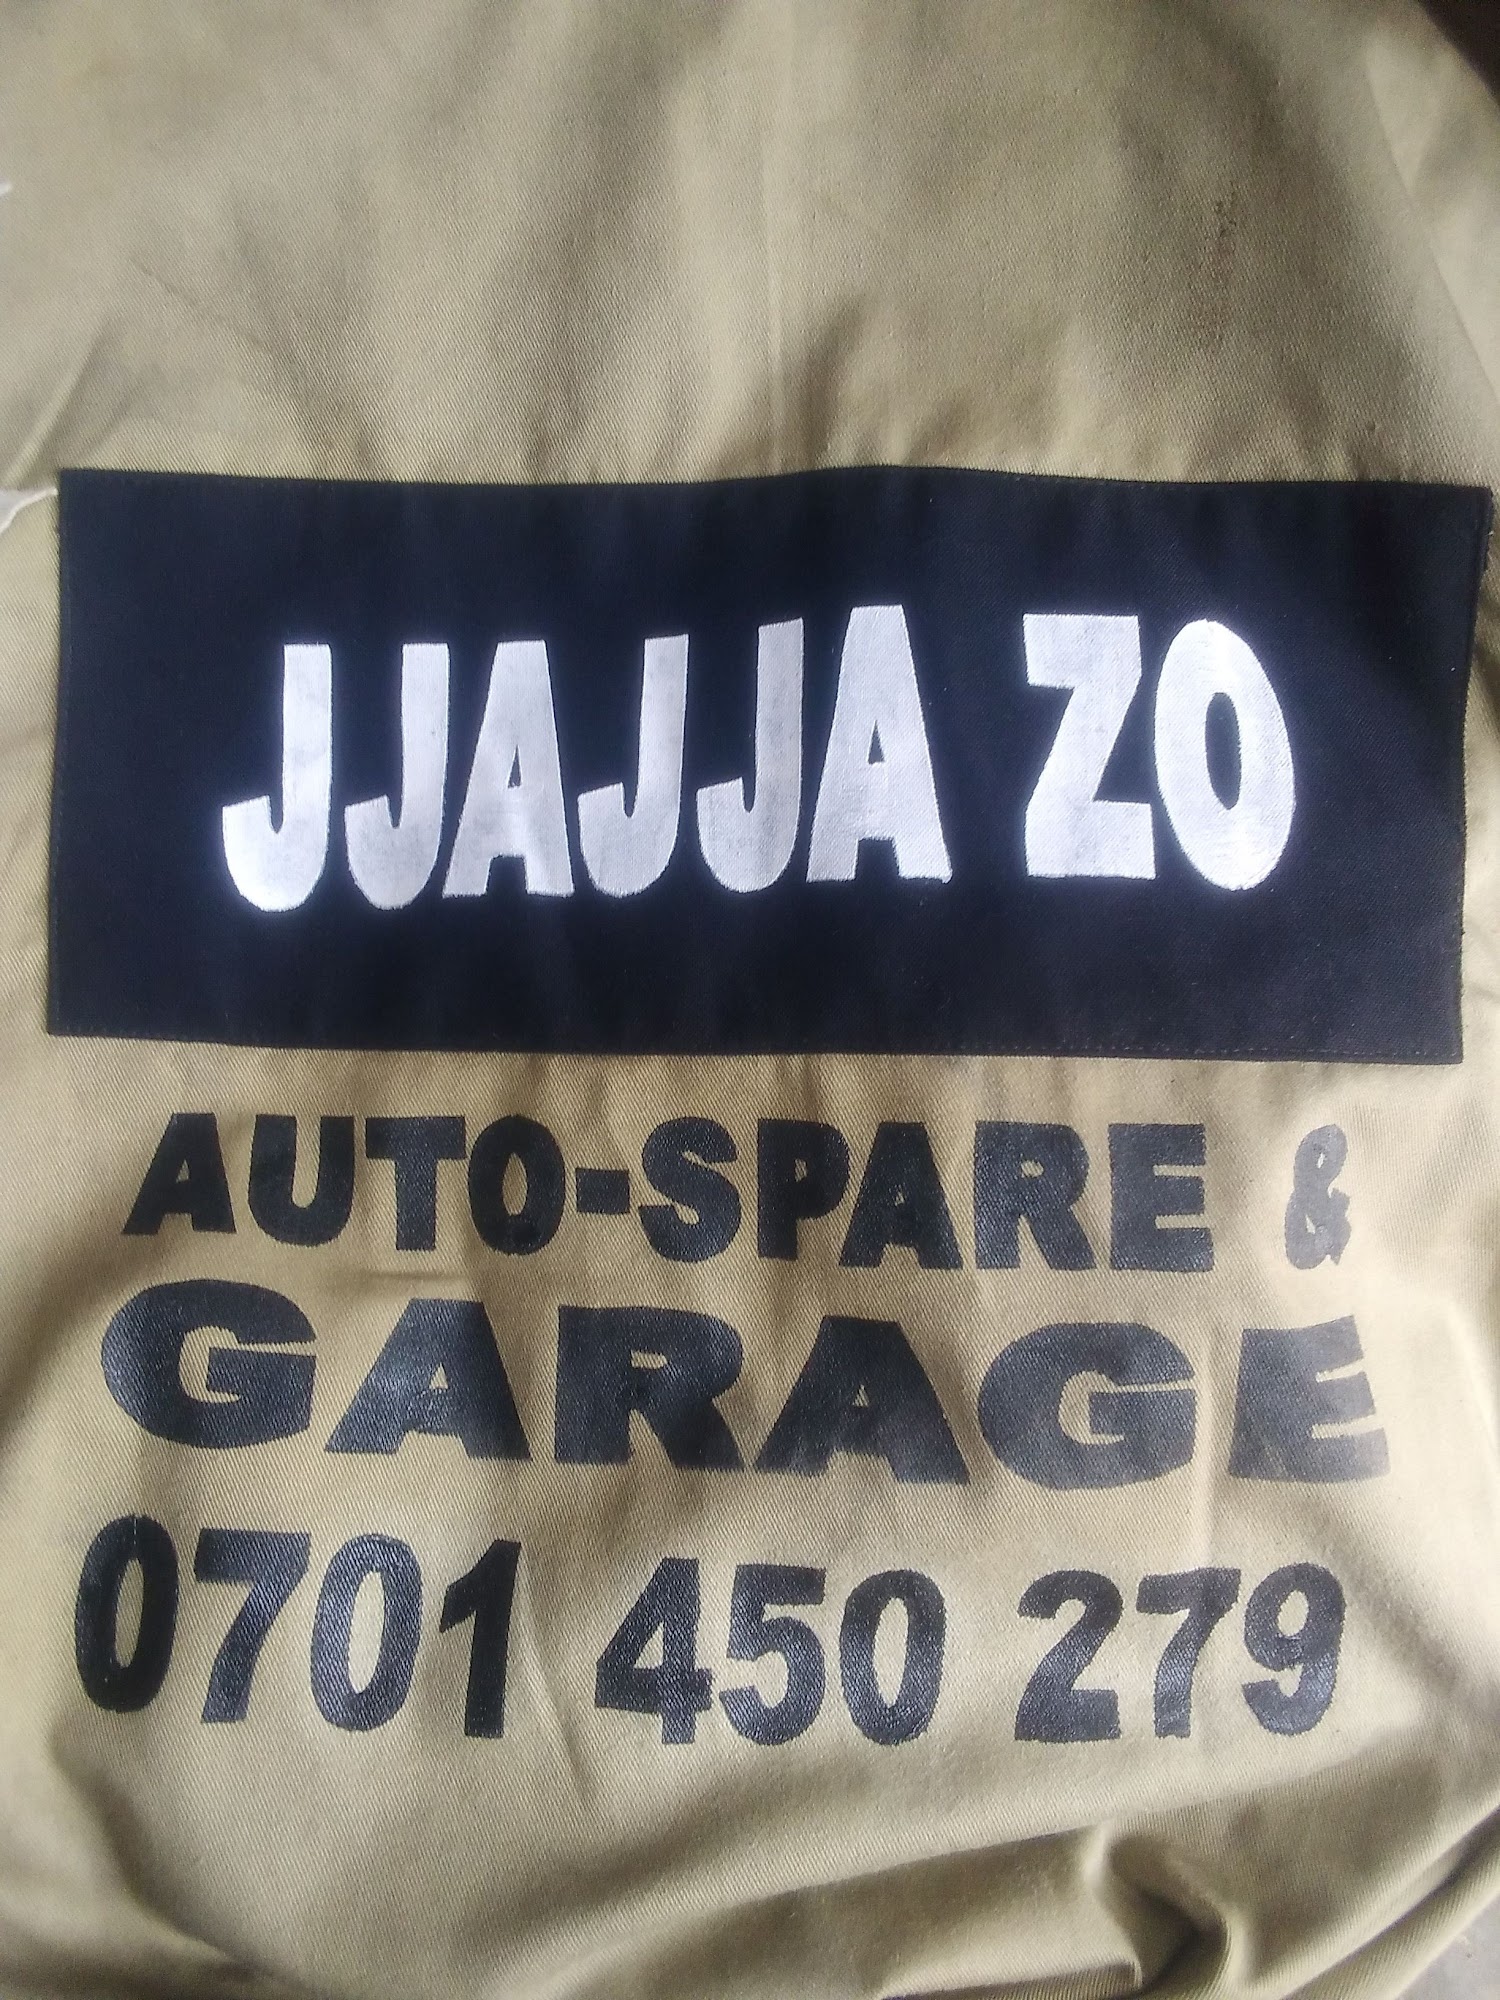 JJAJJA ZO
AUTO-SPARE &
GARAGE
0701 450 279